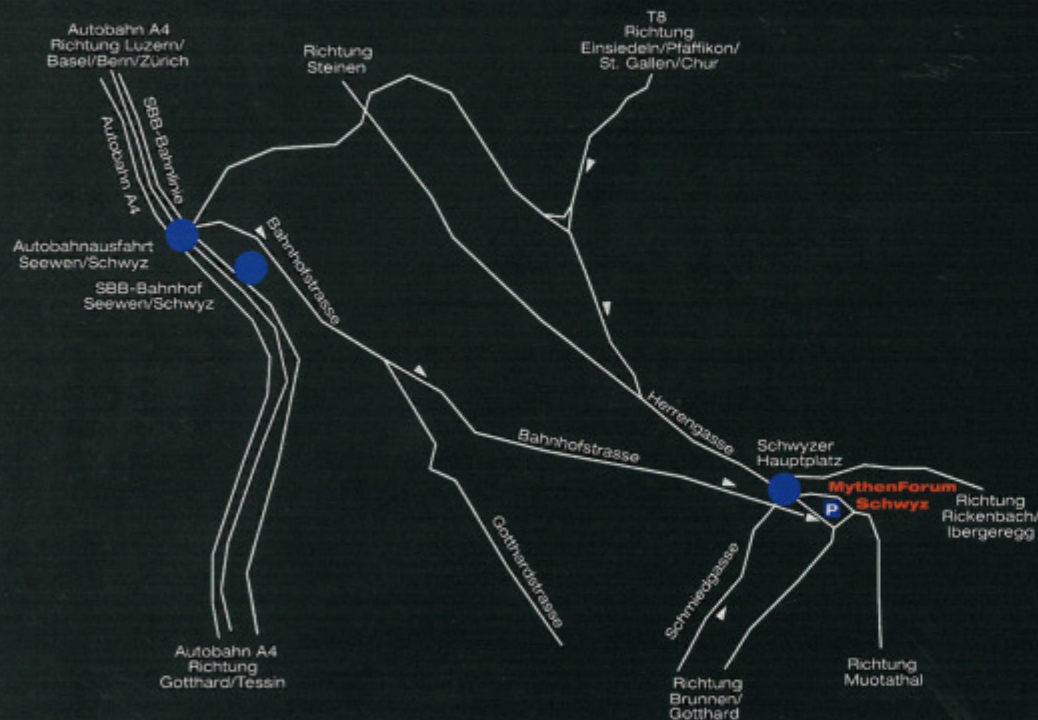 Autobahn A4
Richtung Luzern/
Basel/Bern/Zürich
Richtung
Steinen
T8
Richtung
Einsiedeln/Pfäffikon/
St. Gallen/Chur
SBB-Bahnlinie
Autobahn A4
Autobahnausfahrt
Seewen/Schwyz
SBB-Bahnhof
Seewen/Schwyz
Bahnhofstrasse
Herrengasse
Bahnhofstrasse
Schwyzer
Hauptplatz
MythenForum
Schwyz
P
Richtung
Rickenbach/
Ibergeregg
Gotthardstrasse
Schmiedgasse
Autobahn A4
Richtung
Gotthard/Tessin
Richtung
Brunnen/
Gotthard
Richtung
Muotathal